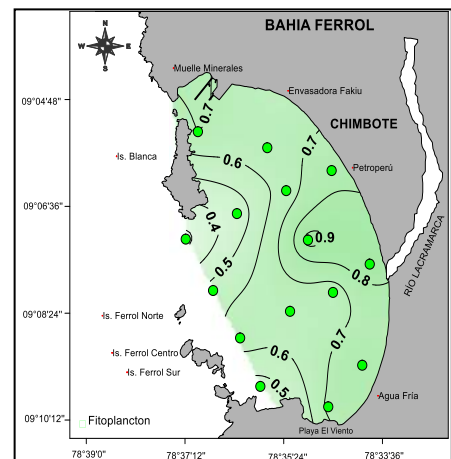 BAHIA FERROL
N
W E
S
Muelle Minerales
Envasadora Fakiu
09°04'48"
0.7
CHIMBOTE
0.7
Is. Blanca
0.6
Petroperú
09°06'36"
0.4
0.9
0.5
0.8
RÍO LACRAMARCA
09°08'24"
Is. Ferrol Norte
0.7
Is. Ferrol Centro
0.6
Is. Ferrol Sur
0.5
Agua Fría
09°10'12"
Fitoplancton
Playa El Viento
78°39'0" 78°37'12" 78°35'24" 78°33'36"